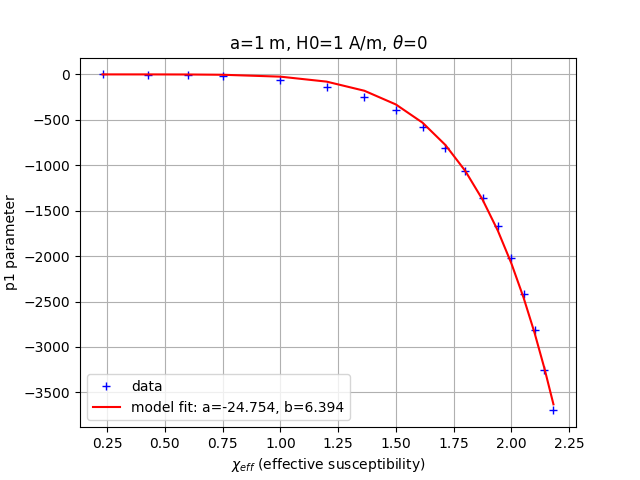 a=1 m, H0=1 A/m, θ=0
p1 parameter
0
−500
−1000
−1500
−2000
−2500
−3000
−3500
data
model fit: a=-24.754, b=6.394
0.25 0.50 0.75 1.00 1.25 1.50 1.75 2.00 2.25
χeff (effective susceptibility)